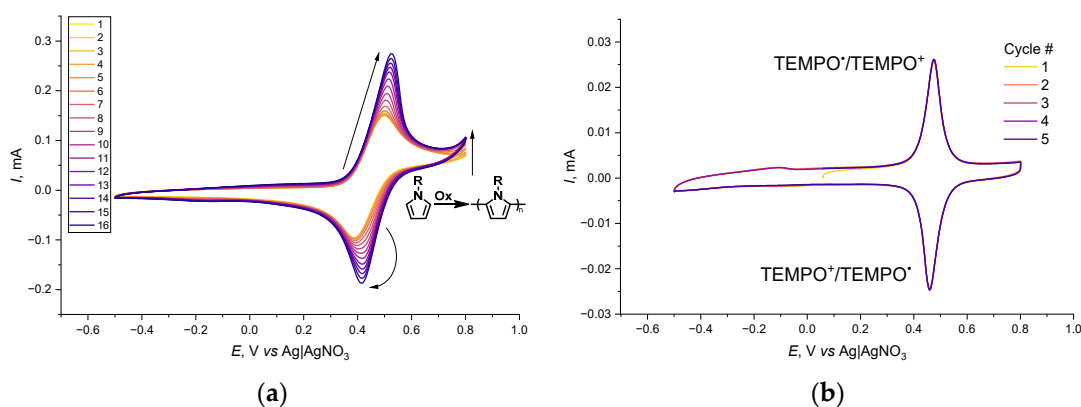 1
2
3
4
5
6
7
8
9
10
12
13
14
15
16
0.3
0.2
0.1
0.0
−0.1
−0.2
I, mA
R
N
Ox
R
N
n
−0.6 −0.4 −0.2 0.0 0.2 0.4 0.6 0.8 1.0
E, V vs Ag|AgNO₃
(a)
0.03
0.02
0.01
0.00
−0.01
−0.02
−0.03
I, mA
TEMPO•/TEMPO⁺
Cycle #
1
2
3
4
5
TEMPO⁺/TEMPO•
−0.6 −0.4 −0.2 0.0 0.2 0.4 0.6 0.8 1.0
E, V vs Ag|AgNO₃
(b)